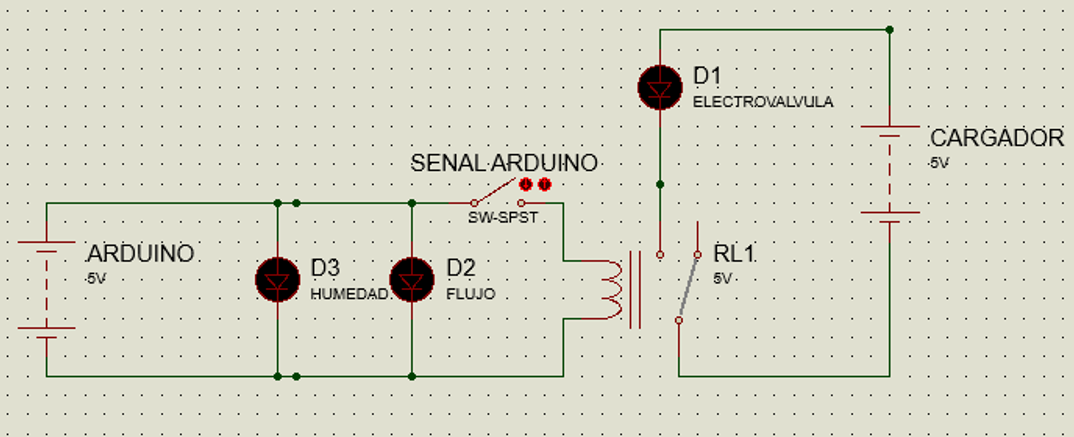 D1
ELECTROVALVULA
CARGADOR
5V
SENAL ARDUINO
SW-SPST
ARDUINO
5V
D3
HUMEDAD
D2
FLUJO
RL1
5V